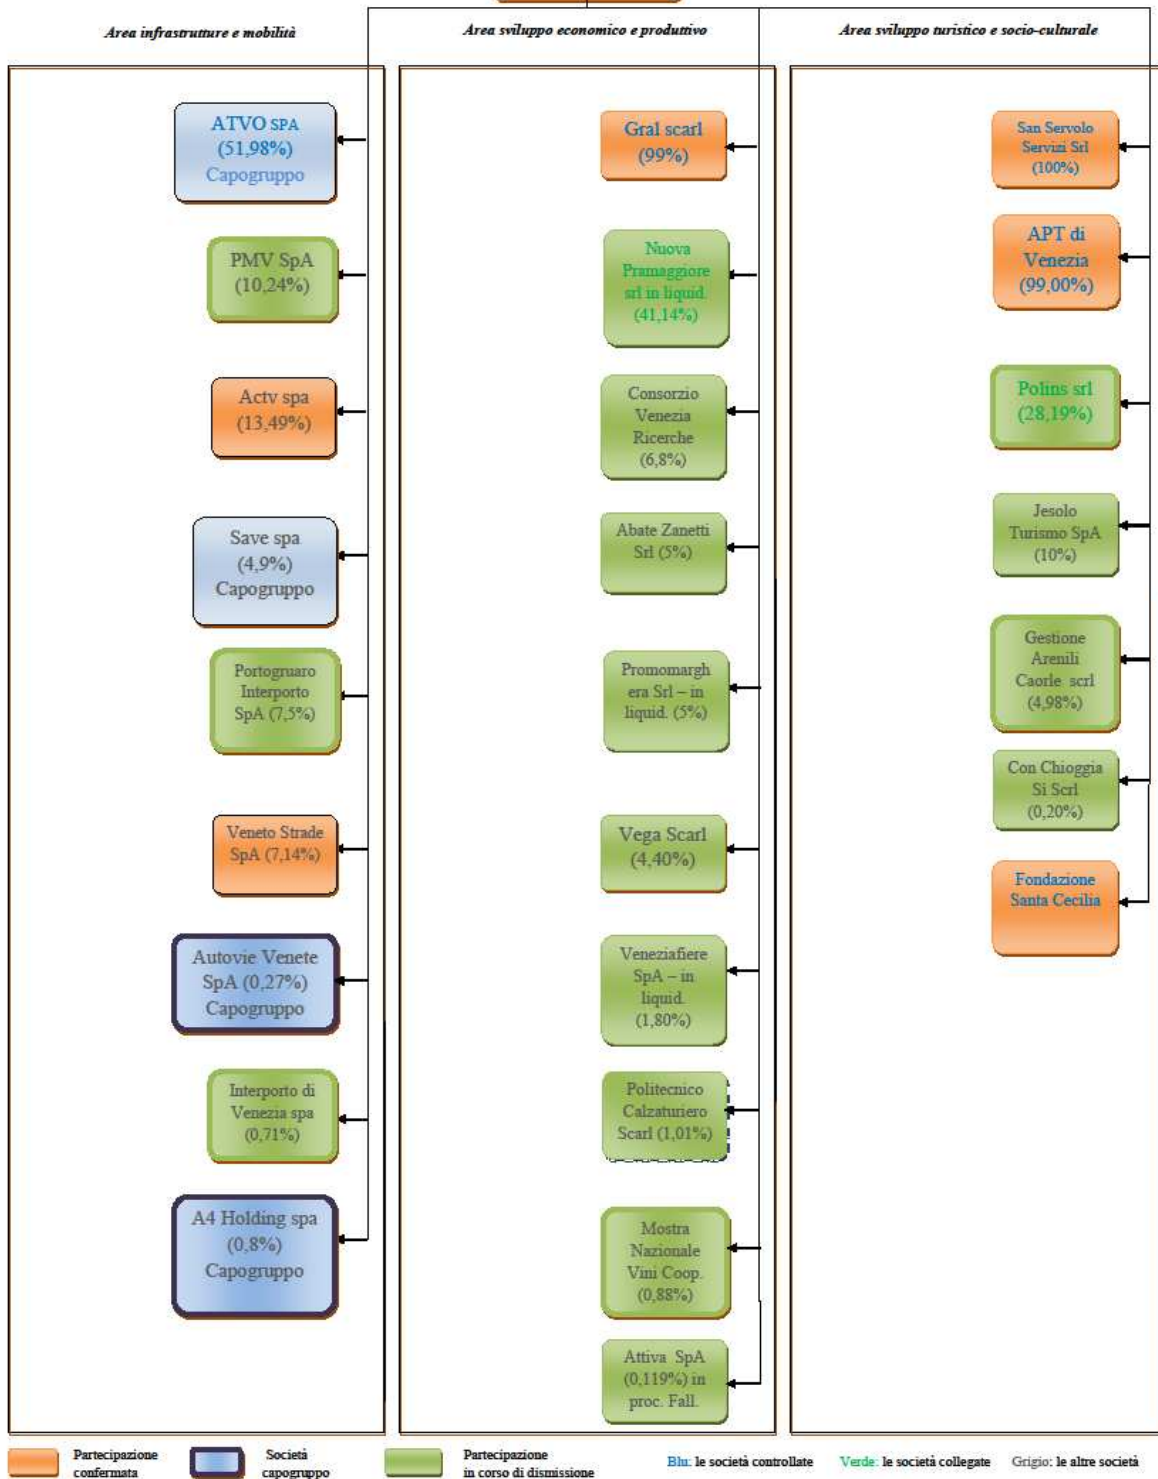 Area infrastrutture e mobilità
ATVO SPA
(51,98%)
Capogruppo
PMV SpA
(10,24%)
Actv spa
(13,49%)
Save spa
(4,9%)
Capogruppo
Portogruaro
Interporto
SpA (7,5%)
Veneto Strade
SpA (7,14%)
Autovie Venete
SpA (0,27%)
Capogruppo
Interporto di
Venezia spa
(0,71%)
A4 Holding spa
(0,8%)
Capogruppo
Area sviluppo economico e produttivo
Gral scarl
(99%)
Nuova
Pramaggiore
srl in liquid.
(41,14%)
Consorzio
Venezia
Ricerche
(6,8%)
Abate Zanetti
Srl (5%)
Promomargh
era Srl – in
liquid. (5%)
Vega Scarl
(4,40%)
Veneziafiere
SpA – in
liquid.
(1,80%)
Politecnico
Calzaturiero
Scarl (1,01%)
Mostra
Nazionale
Vini Coop.
(0,88%)
Attiva SpA
(0,119%) in
proc. Fall.
Area sviluppo turistico e socio-culturale
San Servolo
Servizi Srl
(100%)
APT di
Venezia
(99,00%)
Polins srl
(28,19%)
Jesolo
Turismo SpA
(10%)
Gestione
Arenili
Caorle scrl
(4,98%)
Con Chioggia
Sì Scrl
(0,20%)
Fondazione
Santa Cecilia
Partecipazione
confermata
Società
capogruppo
Partecipazione
in corso di dismissione
Blu: le società controllate
Verde: le società collegate
Grigio: le altre società